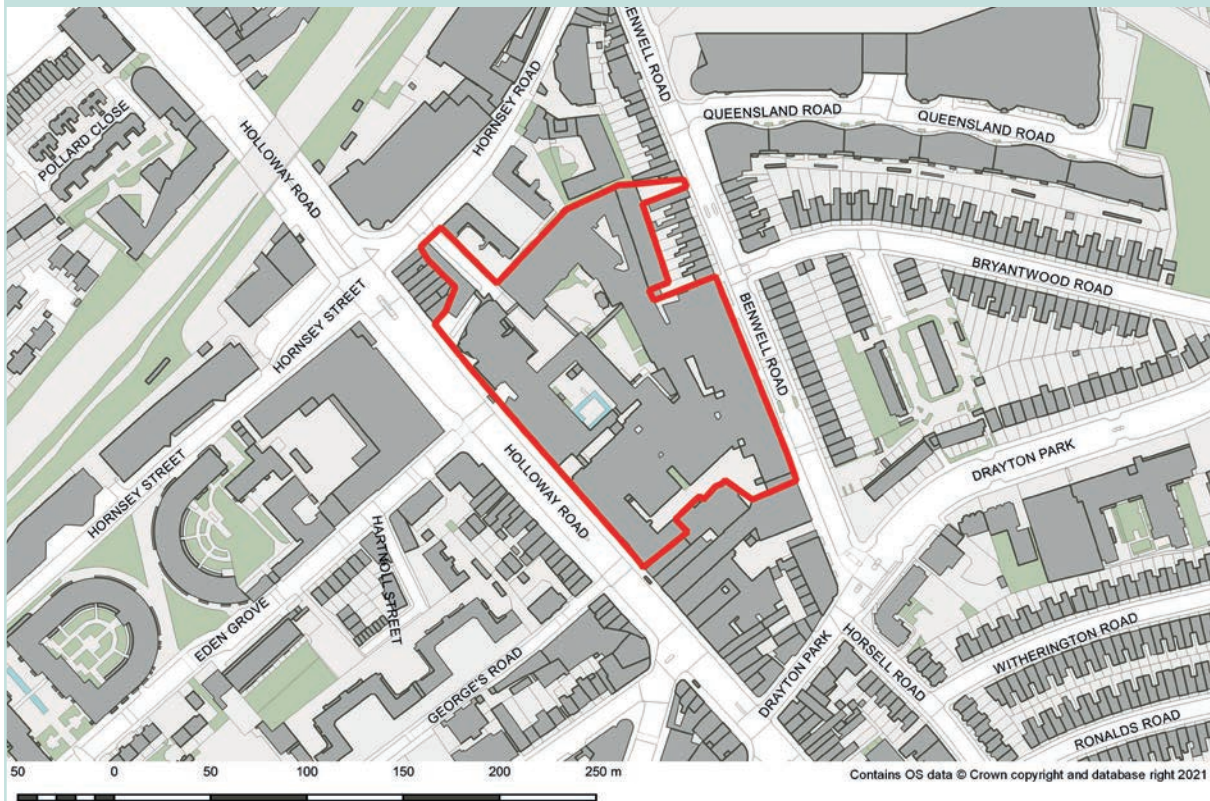 BENWELL ROAD
HORNSEY ROAD
QUEENSLAND ROAD
QUEENSLAND ROAD
POLLARD CLOSE
HOLLOWAY ROAD
BRYANTWOOD ROAD
HORNSEY STREET
BENWELL ROAD
DRAYTON PARK
HOLLOWAY ROAD
HORNSEY STREET
HARTNOLL STREET
EDEN GROVE
GEORGE'S ROAD
HORSELL ROAD
WITHERINGTON ROAD
DRAYTON PARK
RONALDS ROAD
50 0 50 100 150 200 250 m
Contains OS data © Crown copyright and database right 2021